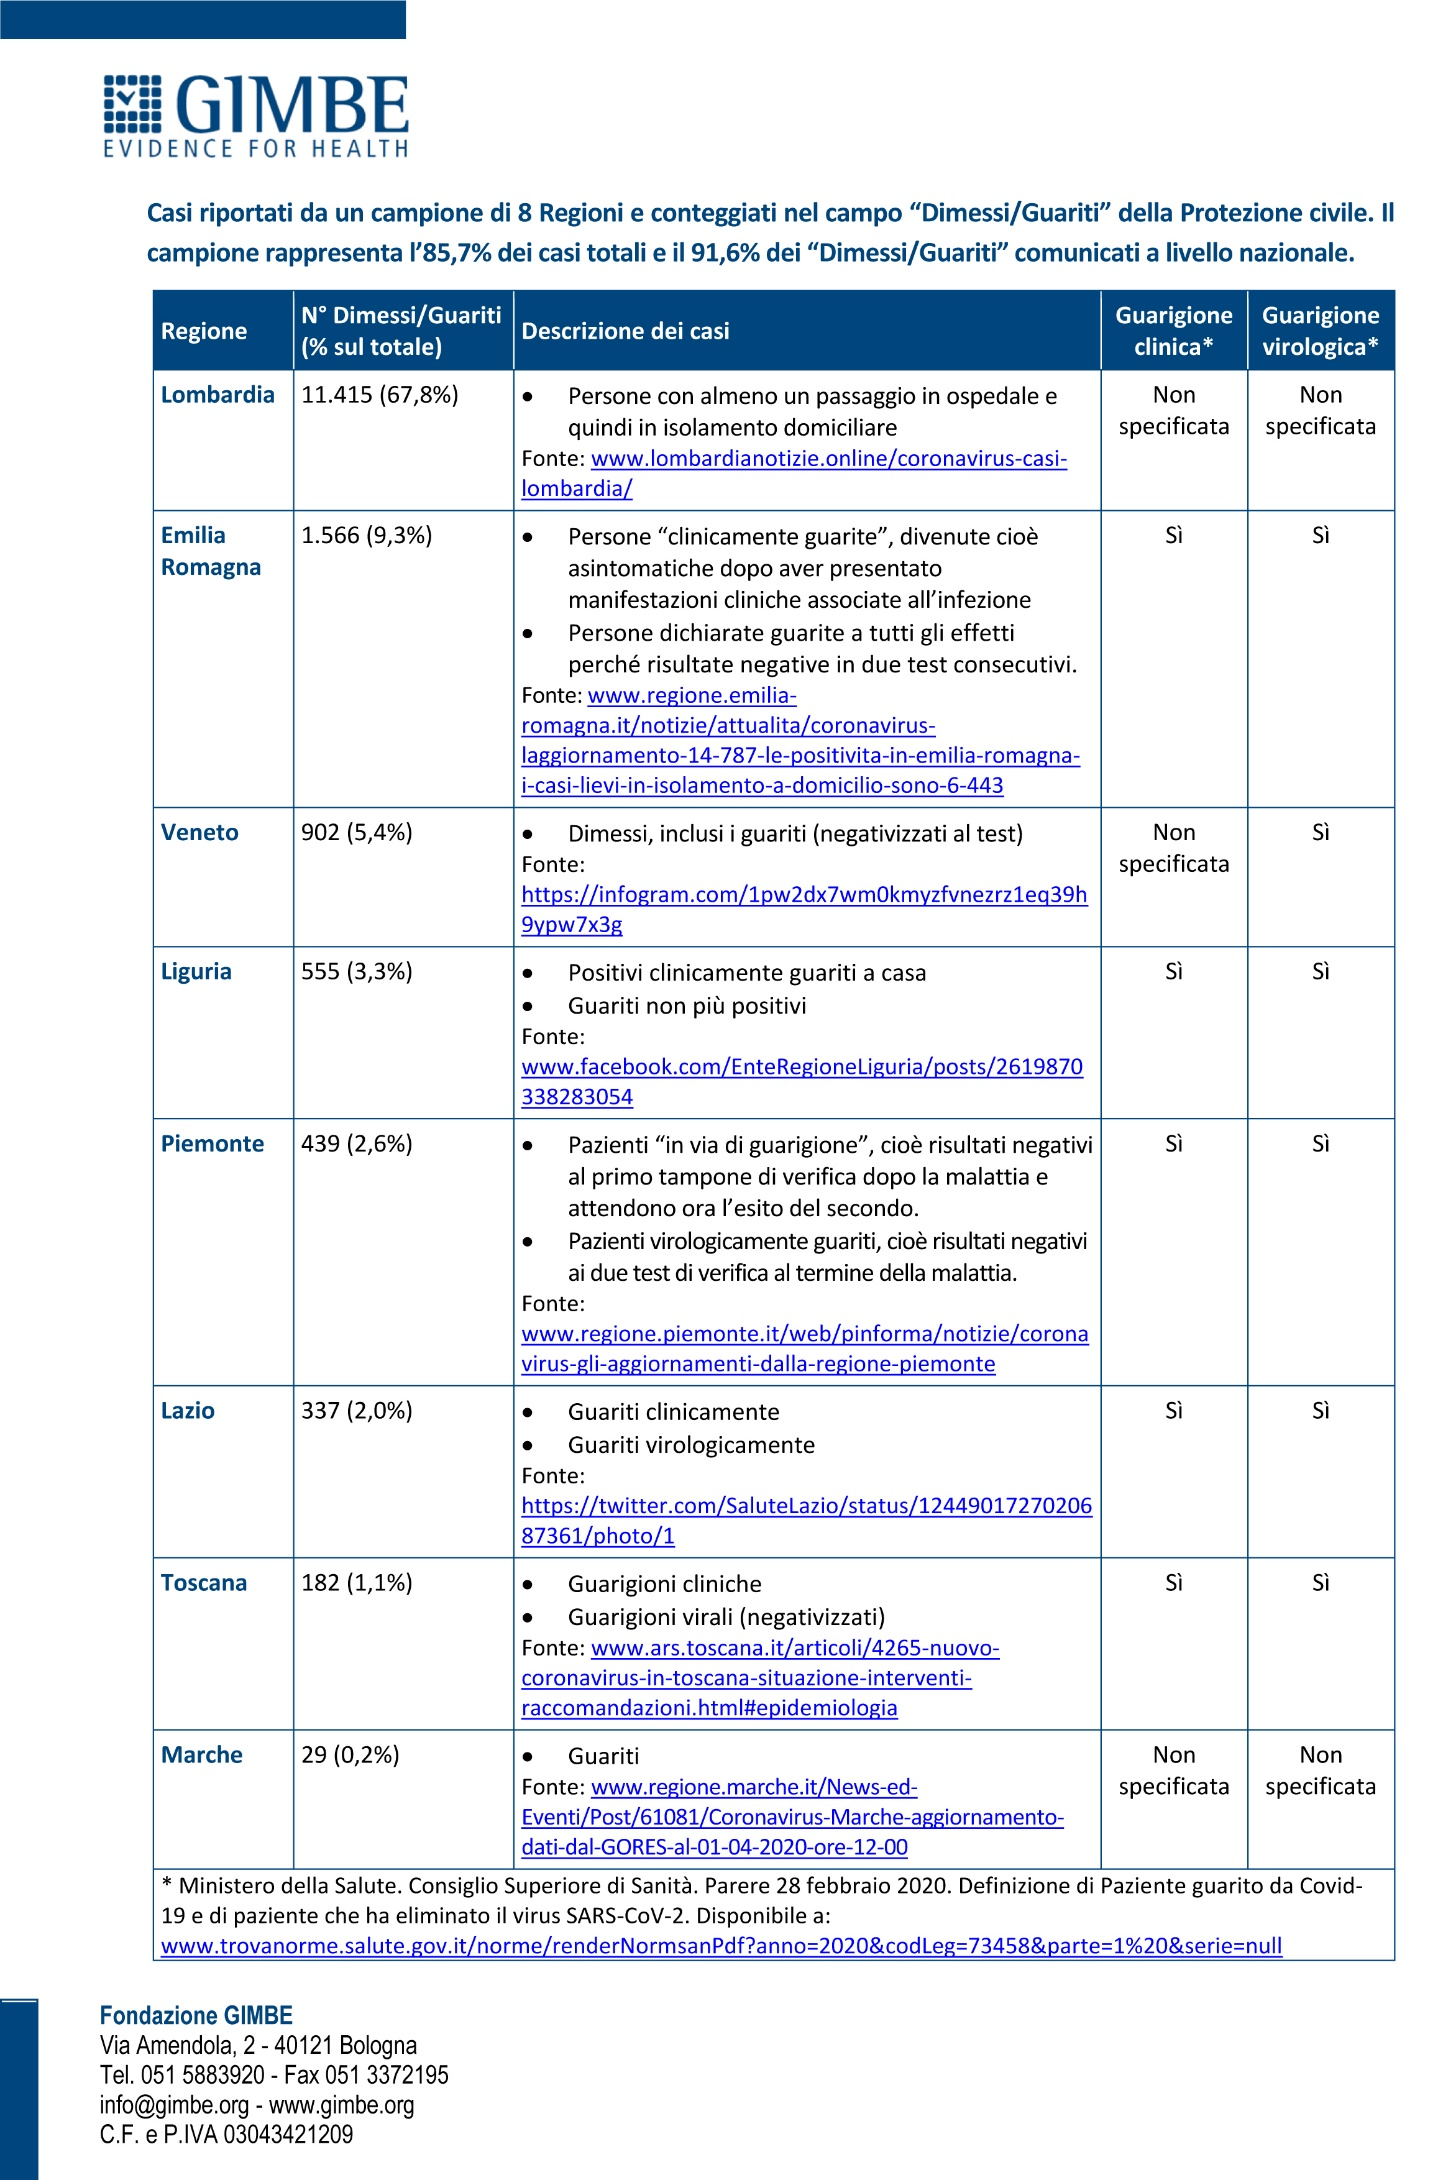 GIMBE
EVIDENCE FOR HEALTH
Casi riportati da un campione di 8 Regioni e conteggiati nel campo “Dimessi/Guariti” della Protezione civile. Il
campione rappresenta l’85,7% dei casi totali e il 91,6% dei “Dimessi/Guariti” comunicati a livello nazionale.
Regione
N° Dimessi/Guariti
(% sul totale)
Descrizione dei casi
Guarigione
clinica*
Guarigione
virologica*
Lombardia
11.415 (67,8%)
• Persone con almeno un passaggio in ospedale e
quindi in isolamento domiciliare
Fonte: www.lombardianotizie.online/coronavirus-casi-
lombardia/
Non
specificata
Non
specificata
Emilia
Romagna
1.566 (9,3%)
• Persone “clinicamente guarite”, divenute cioè
asintomatiche dopo aver presentato
manifestazioni cliniche associate all’infezione
• Persone dichiarate guarite a tutti gli effetti
perché risultate negative in due test consecutivi.
Fonte: www.regione.emilia-
romagna.it/notizie/attualita/coronavirus-
laggiornamento-14-787-le-positivita-in-emilia-romagna-
i-casi-lievi-in-isolamento-a-domicilio-sono-6-443
Sì
Sì
Veneto
902 (5,4%)
• Dimessi, inclusi i guariti (negativizzati al test)
Fonte:
https://infogram.com/1pw2dx7wm0kmyzfvnezrz1eq39h
9ypw7x3g
Non
specificata
Sì
Liguria
555 (3,3%)
• Positivi clinicamente guariti a casa
• Guariti non più positivi
Fonte:
www.facebook.com/EnteRegioneLiguria/posts/2619870
338283054
Sì
Sì
Piemonte
439 (2,6%)
• Pazienti “in via di guarigione”, cioè risultati negativi
al primo tampone di verifica dopo la malattia e
attendono ora l’esito del secondo.
• Pazienti virologicamente guariti, cioè risultati negativi
ai due test di verifica al termine della malattia.
Fonte:
www.regione.piemonte.it/web/pinforma/notizie/corona
virus-gli-aggiornamenti-dalla-regione-piemonte
Sì
Sì
Lazio
337 (2,0%)
• Guariti clinicamente
• Guariti virologicamente
Fonte:
https://twitter.com/SaluteLazio/status/12449017270206
87361/photo/1
Sì
Sì
Toscana
182 (1,1%)
• Guarigioni cliniche
• Guarigioni virali (negativizzati)
Fonte: www.ars.toscana.it/articoli/4265-nuovo-
coronavirus-in-toscana-situazione-interventi-
raccomandazioni.html#epidemiologia
Sì
Sì
Marche
29 (0,2%)
• Guariti
Fonte: www.regione.marche.it/News-ed-
Eventi/Post/61081/Coronavirus-Marche-aggiornamento-
dati-dal-GORES-al-01-04-2020-ore-12-00
Non
specificata
Non
specificata
* Ministero della Salute. Consiglio Superiore di Sanità. Parere 28 febbraio 2020. Definizione di Paziente guarito da Covid-
19 e di paziente che ha eliminato il virus SARS-CoV-2. Disponibile a:
www.trovanorme.salute.gov.it/norme/renderNormsanPdf?anno=2020&codLeg=73458&parte=1%20&serie=null
Fondazione GIMBE
Via Amendola, 2 - 40121 Bologna
Tel. 051 5883920 - Fax 051 3372195
info@gimbe.org - www.gimbe.org
C.F. e P.IVA 03043421209